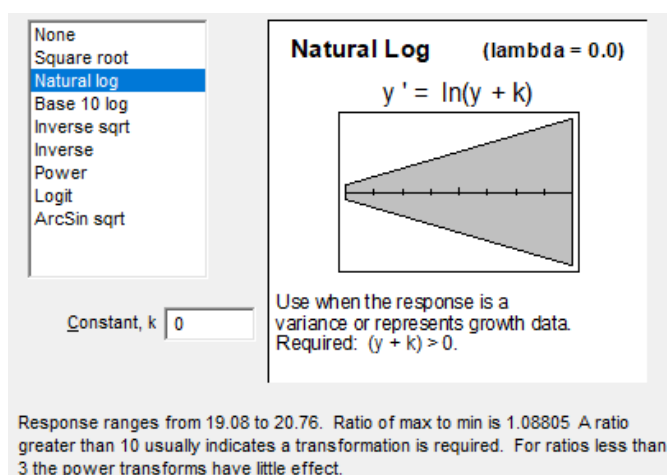 None
Square root
Natural log
Base 10 log
Inverse sqrt
Inverse
Power
Logit
ArcSin sqrt
Constant, k 0
Natural Log (lambda = 0.0)
y ' = ln(y + k)
Use when the response is a
variance or represents growth data.
Required: (y + k) > 0.
Response ranges from 19.08 to 20.76. Ratio of max to min is 1.08805 A ratio
greater than 10 usually indicates a transformation is required. For ratios less than
3 the power transforms have little effect.